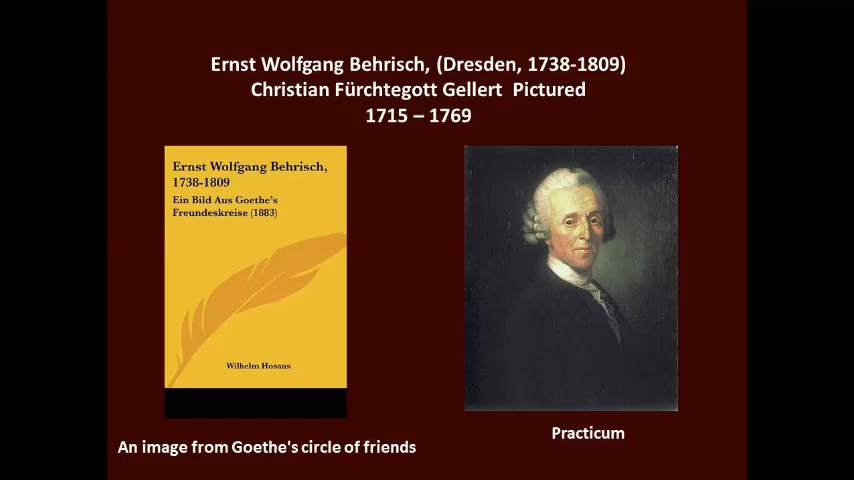 Ernst Wolfgang Behrisch, (Dresden, 1738-1809)
Christian Fürchtegott Gellert Pictured
1715 – 1769
Ernst Wolfgang Behrisch,
1738-1809
Ein Bild Aus Goethe's
Freundeskreise (1883)
Wilhelm Hosaus
An image from Goethe's circle of friends
Practicum